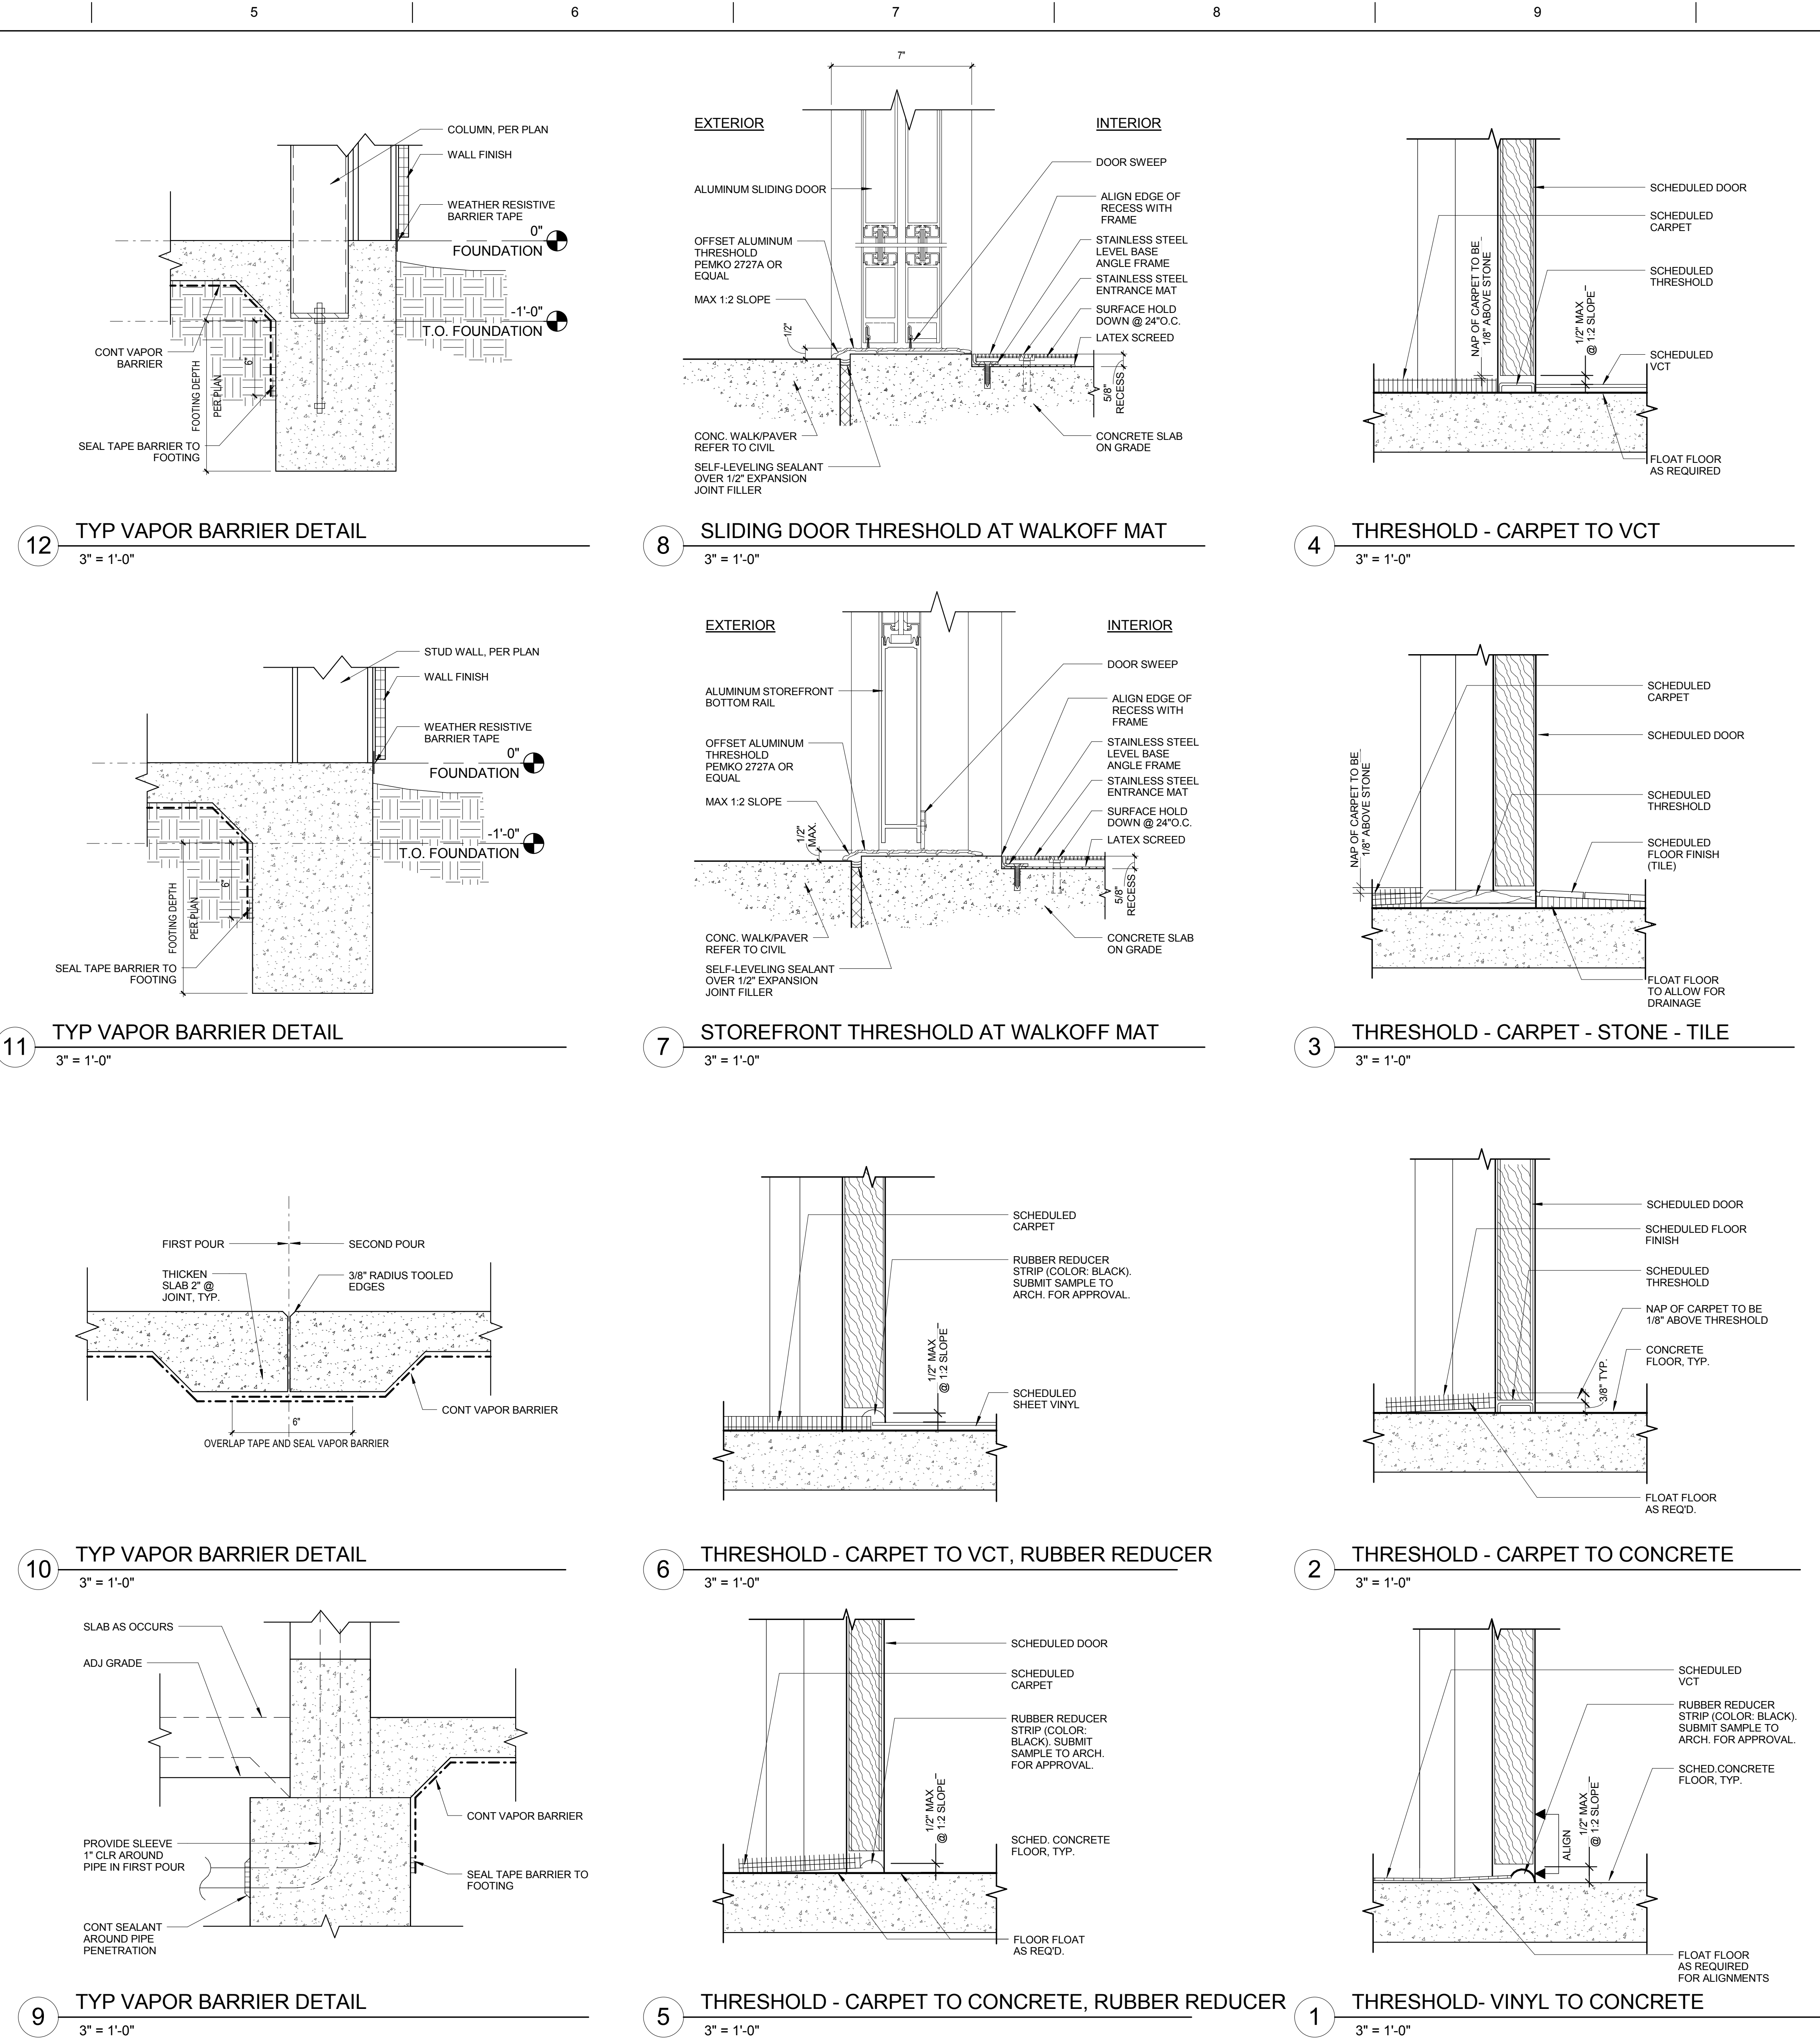 5
6
7
8
9
COLUMN, PER PLAN
WALL FINISH
WEATHER RESISTIVE
BARRIER TAPE
0"
FOUNDATION
-1'-0"
T.O. FOUNDATION
CONT VAPOR
BARRIER
FOOTING DEPTH
PER PLAN
6"
SEAL TAPE BARRIER TO
FOOTING
12
TYP VAPOR BARRIER DETAIL
3" = 1'-0"
7"
EXTERIOR
INTERIOR
ALUMINUM SLIDING DOOR
OFFSET ALUMINUM
THRESHOLD
PEMKO 2727A OR
EQUAL
MAX 1:2 SLOPE
1/2"
CONC. WALK/PAVER
REFER TO CIVIL
SELF-LEVELING SEALANT
OVER 1/2" EXPANSION
JOINT FILLER
DOOR SWEEP
ALIGN EDGE OF
RECESS WITH
FRAME
STAINLESS STEEL
LEVEL BASE
ANGLE FRAME
STAINLESS STEEL
ENTRANCE MAT
SURFACE HOLD
DOWN @ 24"O.C.
LATEX SCREED
5/8"
RECESS
CONCRETE SLAB
ON GRADE
8
SLIDING DOOR THRESHOLD AT WALKOFF MAT
3" = 1'-0"
SCHEDULED DOOR
SCHEDULED
CARPET
SCHEDULED
THRESHOLD
NAP OF CARPET TO BE
1/8" ABOVE STONE
1/2" MAX
@ 1:2 SLOPE
SCHEDULED
VCT
FLOAT FLOOR
AS REQUIRED
4
THRESHOLD - CARPET TO VCT
3" = 1'-0"
STUD WALL, PER PLAN
WALL FINISH
WEATHER RESISTIVE
BARRIER TAPE
0"
FOUNDATION
-1'-0"
T.O. FOUNDATION
FOOTING DEPTH
PER PLAN
6"
SEAL TAPE BARRIER TO
FOOTING
11
TYP VAPOR BARRIER DETAIL
3" = 1'-0"
EXTERIOR
INTERIOR
ALUMINUM STOREFRONT
BOTTOM RAIL
OFFSET ALUMINUM
THRESHOLD
PEMKO 2727A OR
EQUAL
MAX 1:2 SLOPE
1/2"
MAX.
CONC. WALK/PAVER
REFER TO CIVIL
SELF-LEVELING SEALANT
OVER 1/2" EXPANSION
JOINT FILLER
DOOR SWEEP
ALIGN EDGE OF
RECESS WITH
FRAME
STAINLESS STEEL
LEVEL BASE
ANGLE FRAME
STAINLESS STEEL
ENTRANCE MAT
SURFACE HOLD
DOWN @ 24"O.C.
LATEX SCREED
5/8"
RECESS
CONCRETE SLAB
ON GRADE
7
STOREFRONT THRESHOLD AT WALKOFF MAT
3" = 1'-0"
SCHEDULED
CARPET
SCHEDULED DOOR
NAP OF CARPET TO BE
1/8" ABOVE STONE
SCHEDULED
THRESHOLD
SCHEDULED
FLOOR FINISH
(TILE)
FLOAT FLOOR
TO ALLOW FOR
DRAINAGE
3
THRESHOLD - CARPET - STONE - TILE
3" = 1'-0"
FIRST POUR
SECOND POUR
THICKEN
SLAB 2" @
JOINT, TYP.
3/8" RADIUS TOOLED
EDGES
CONT VAPOR BARRIER
6"
OVERLAP TAPE AND SEAL VAPOR BARRIER
10
TYP VAPOR BARRIER DETAIL
3" = 1'-0"
SCHEDULED
CARPET
RUBBER REDUCER
STRIP (COLOR: BLACK).
SUBMIT SAMPLE TO
ARCH. FOR APPROVAL.
1/2" MAX
@ 1:2 SLOPE
SCHEDULED
SHEET VINYL
6
THRESHOLD - CARPET TO VCT, RUBBER REDUCER
3" = 1'-0"
SCHEDULED DOOR
SCHEDULED FLOOR
FINISH
SCHEDULED
THRESHOLD
NAP OF CARPET TO BE
1/8" ABOVE THRESHOLD
CONCRETE
FLOOR, TYP.
3/8" TYP.
FLOAT FLOOR
AS REQ'D.
2
THRESHOLD - CARPET TO CONCRETE
3" = 1'-0"
SLAB AS OCCURS
ADJ GRADE
CONT VAPOR BARRIER
PROVIDE SLEEVE
1" CLR AROUND
PIPE IN FIRST POUR
SEAL TAPE BARRIER TO
FOOTING
CONT SEALANT
AROUND PIPE
PENETRATION
9
TYP VAPOR BARRIER DETAIL
3" = 1'-0"
SCHEDULED DOOR
SCHEDULED
CARPET
RUBBER REDUCER
STRIP (COLOR:
BLACK). SUBMIT
SAMPLE TO ARCH.
FOR APPROVAL.
1/2" MAX
@ 1:2 SLOPE
SCHED. CONCRETE
FLOOR, TYP.
FLOOR FLOAT
AS REQ'D.
5
THRESHOLD - CARPET TO CONCRETE, RUBBER REDUCER
3" = 1'-0"
SCHEDULED
VCT
RUBBER REDUCER
STRIP (COLOR: BLACK).
SUBMIT SAMPLE TO
ARCH. FOR APPROVAL.
SCHED.CONCRETE
FLOOR, TYP.
ALIGN
1/2" MAX
@ 1:2 SLOPE
FLOAT FLOOR
AS REQUIRED
FOR ALIGNMENTS
1
THRESHOLD- VINYL TO CONCRETE
3" = 1'-0"